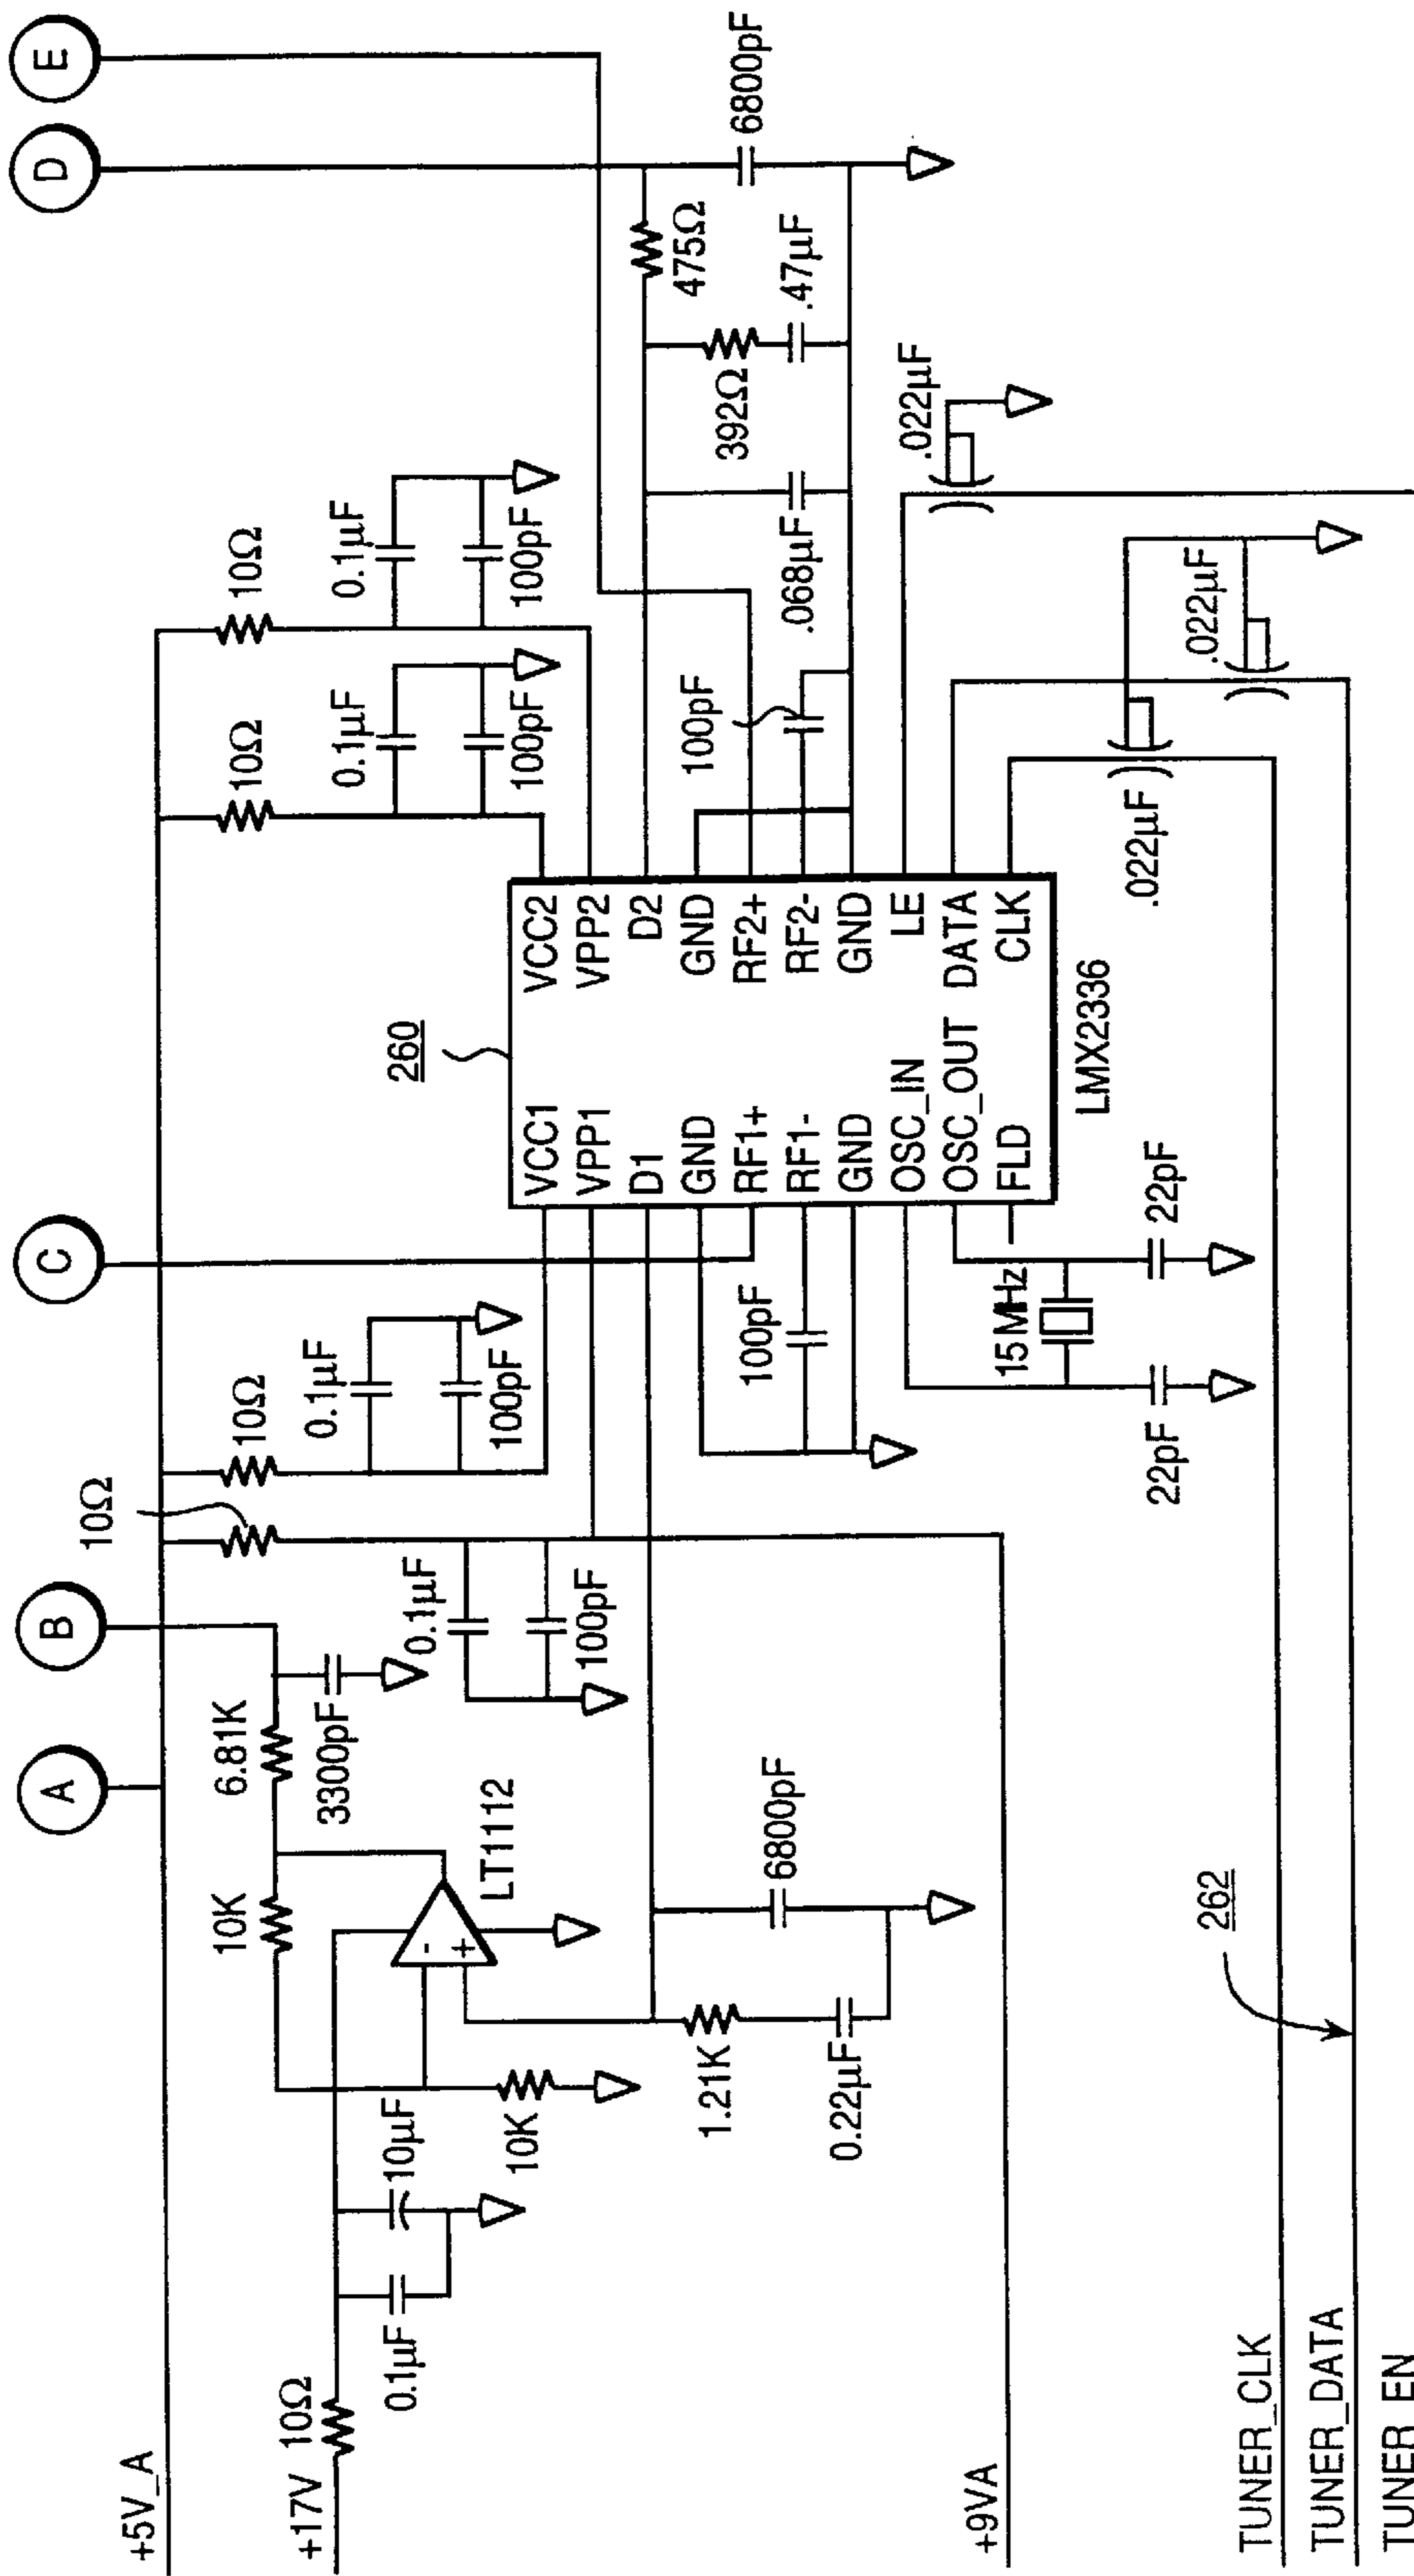 A
B
C
D
E
+5V_A
+17V
10Ω
0.1µF
10µF
10K
10K
6.81K
3300pF
LT1112
10Ω
10Ω
0.1µF
100pF
0.1µF
100pF
10Ω
0.1µF
100pF
10Ω
0.1µF
100pF
1.21K
0.22µF
6800pF
+9VA
260
VCC1 VCC2
VPP1 VPP2
D1 D2
GND GND
RF1+ RF2+
RF1- RF2-
GND GND
OSC_IN LE
OSC_OUT DATA
FLD CLK
LMX2336
100pF
15 MHz
22pF
22pF
100pF
.068µF
392Ω
.47µF
475Ω
6800pF
.022µF
.022µF
.022µF
262
TUNER_CLK
TUNER_DATA
TUNER_EN